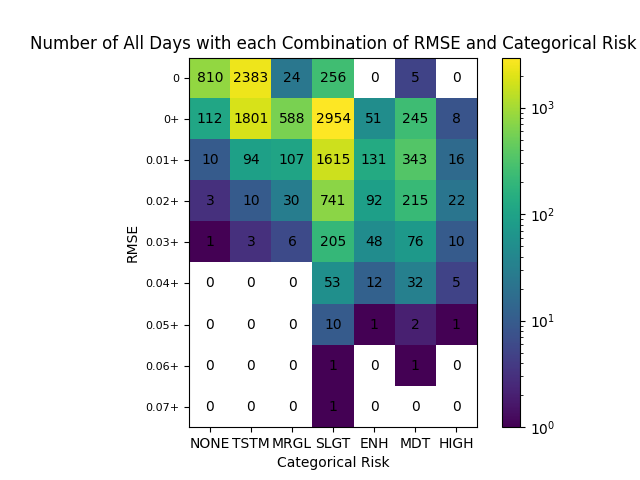 Number of All Days with each Combination of RMSE and Categorical Risk
0 810 2383 24 256 0 5 0
0+ 112 1801 588 2954 51 245 8
0.01+ 10 94 107 1615 131 343 16
0.02+ 3 10 30 741 92 215 22
0.03+ 1 3 6 205 48 76 10
0.04+ 0 0 0 53 12 32 5
0.05+ 0 0 0 10 1 2 1
0.06+ 0 0 0 1 0 1 0
0.07+ 0 0 0 1 0 0 0
NONE TSTM MRGL SLGT ENH MDT HIGH
Categorical Risk
RMSE
10³
10²
10¹
10⁰